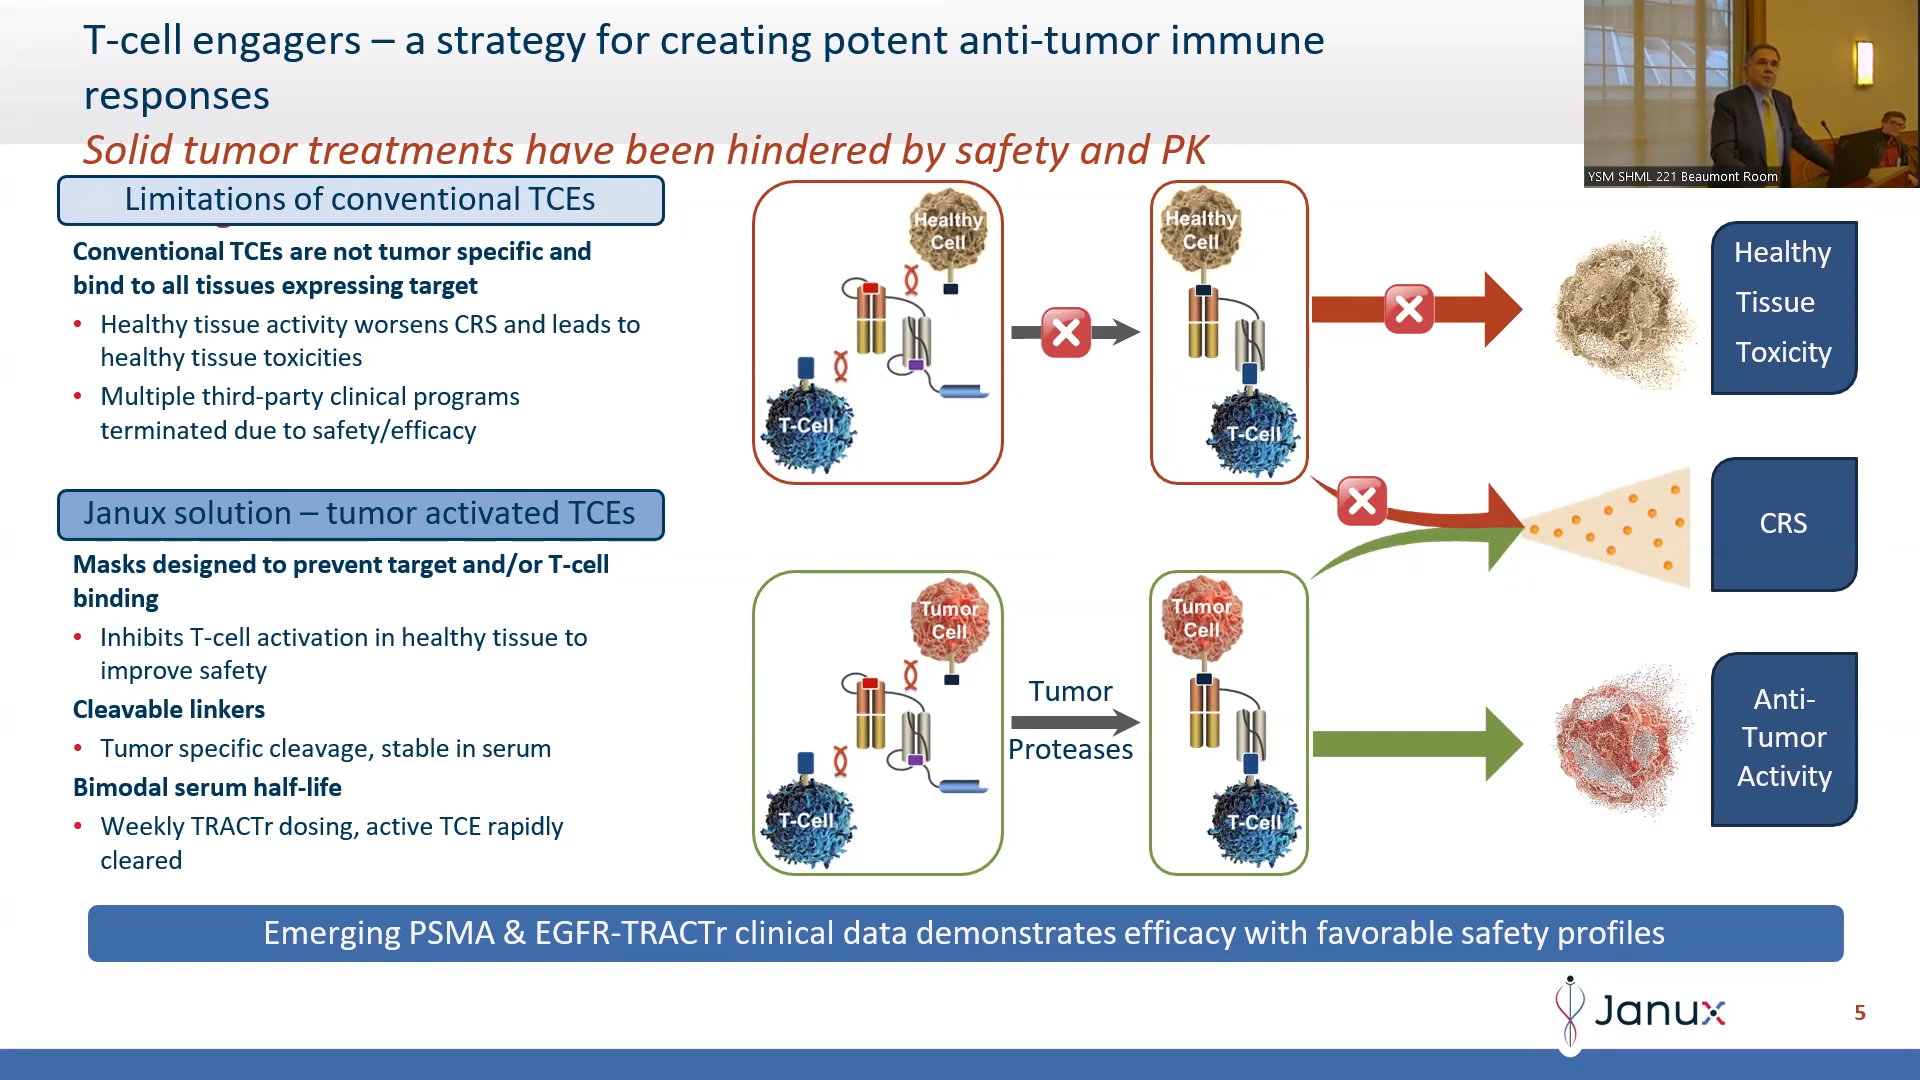 T-cell engagers – a strategy for creating potent anti-tumor immune
responses
Solid tumor treatments have been hindered by safety and PK
YSM SHML 221 Beaumont Room
Limitations of conventional TCEs
Conventional TCEs are not tumor specific and
bind to all tissues expressing target
• Healthy tissue activity worsens CRS and leads to
healthy tissue toxicities
• Multiple third-party clinical programs
terminated due to safety/efficacy
Janux solution – tumor activated TCEs
Masks designed to prevent target and/or T-cell
binding
• Inhibits T-cell activation in healthy tissue to
improve safety
Cleavable linkers
• Tumor specific cleavage, stable in serum
Bimodal serum half-life
• Weekly TRACTr dosing, active TCE rapidly
cleared
Healthy
Cell
T-Cell
Healthy
Cell
T-Cell
Healthy
Tissue
Toxicity
CRS
Tumor
Cell
T-Cell
Tumor
Proteases
Tumor
Cell
T-Cell
Anti-
Tumor
Activity
Emerging PSMA & EGFR-TRACTr clinical data demonstrates efficacy with favorable safety profiles
Janux
5